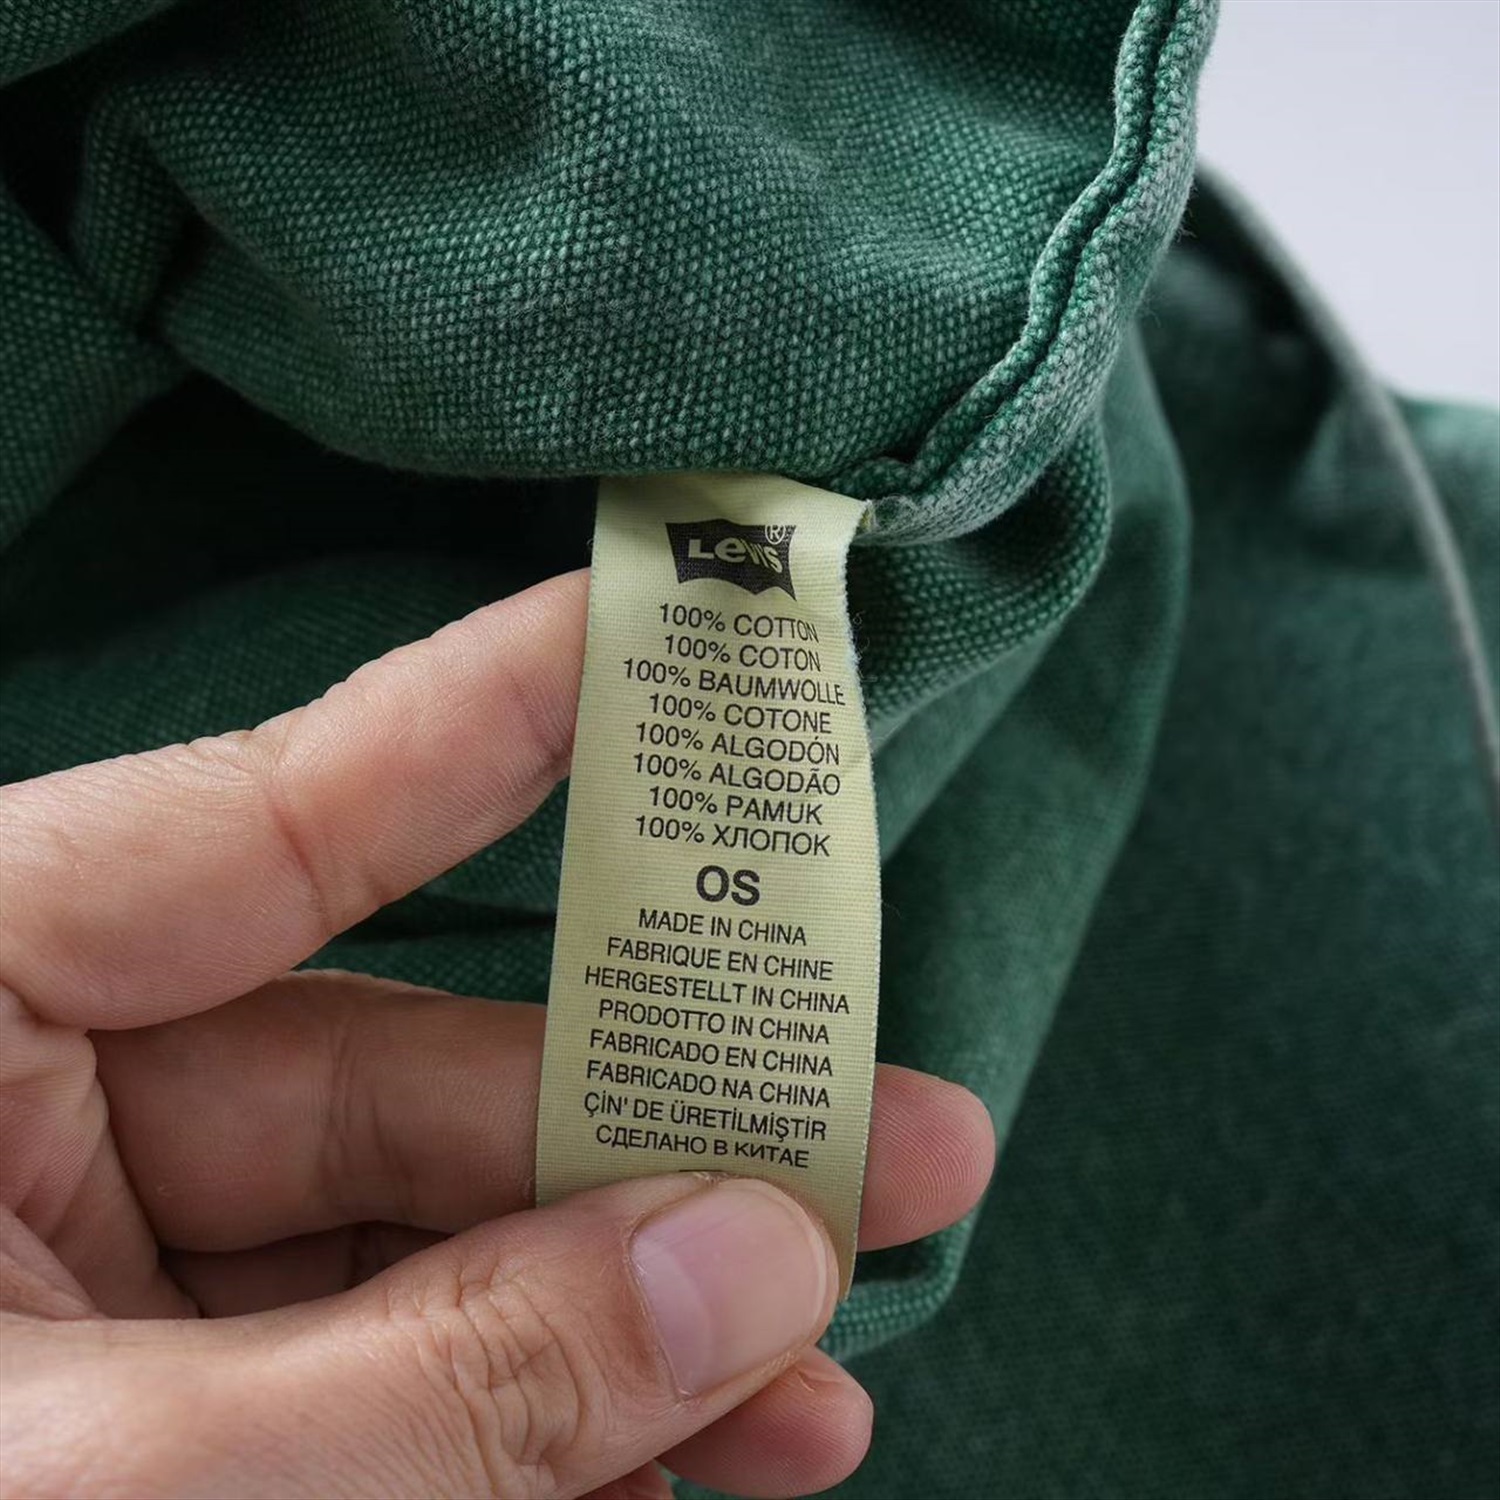 Levi's®
100% COTTON
100% COTON
100% BAUMWOLLE
100% COTONE
100% ALGODÓN
100% ALGODÃO
100% PAMUK
100% ХЛОПОК
OS
MADE IN CHINA
FABRIQUE EN CHINE
HERGESTELLT IN CHINA
PRODOTTO IN CHINA
FABRICADO EN CHINA
FABRICADO NA CHINA
ÇİN' DE ÜRETİLMİŞTİR
СДЕЛАНО В КИТАЕ